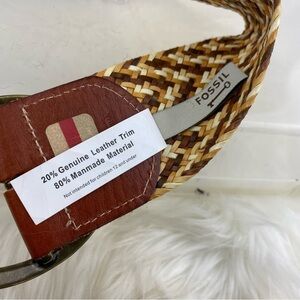 20% Genuine Leather Trim
80% Manmade Material
Not intended for children 12 and under
FOSSIL